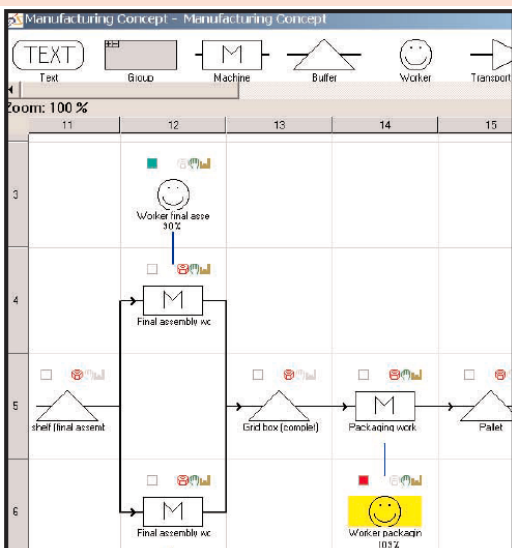 Manufacturing Concept - Manufacturing Concept
TEXT
M
Text
Group
Machine
Buffer
Worker
Transport
Zoom: 100 %
11
12
13
14
15
3
Worker final asse
90%
4
M
Final assembly wc
5
shelf (final assemt
Grid box (complet)
M
Packaging work
Pallet
6
M
Final assembly wc
Worker packagin
103%